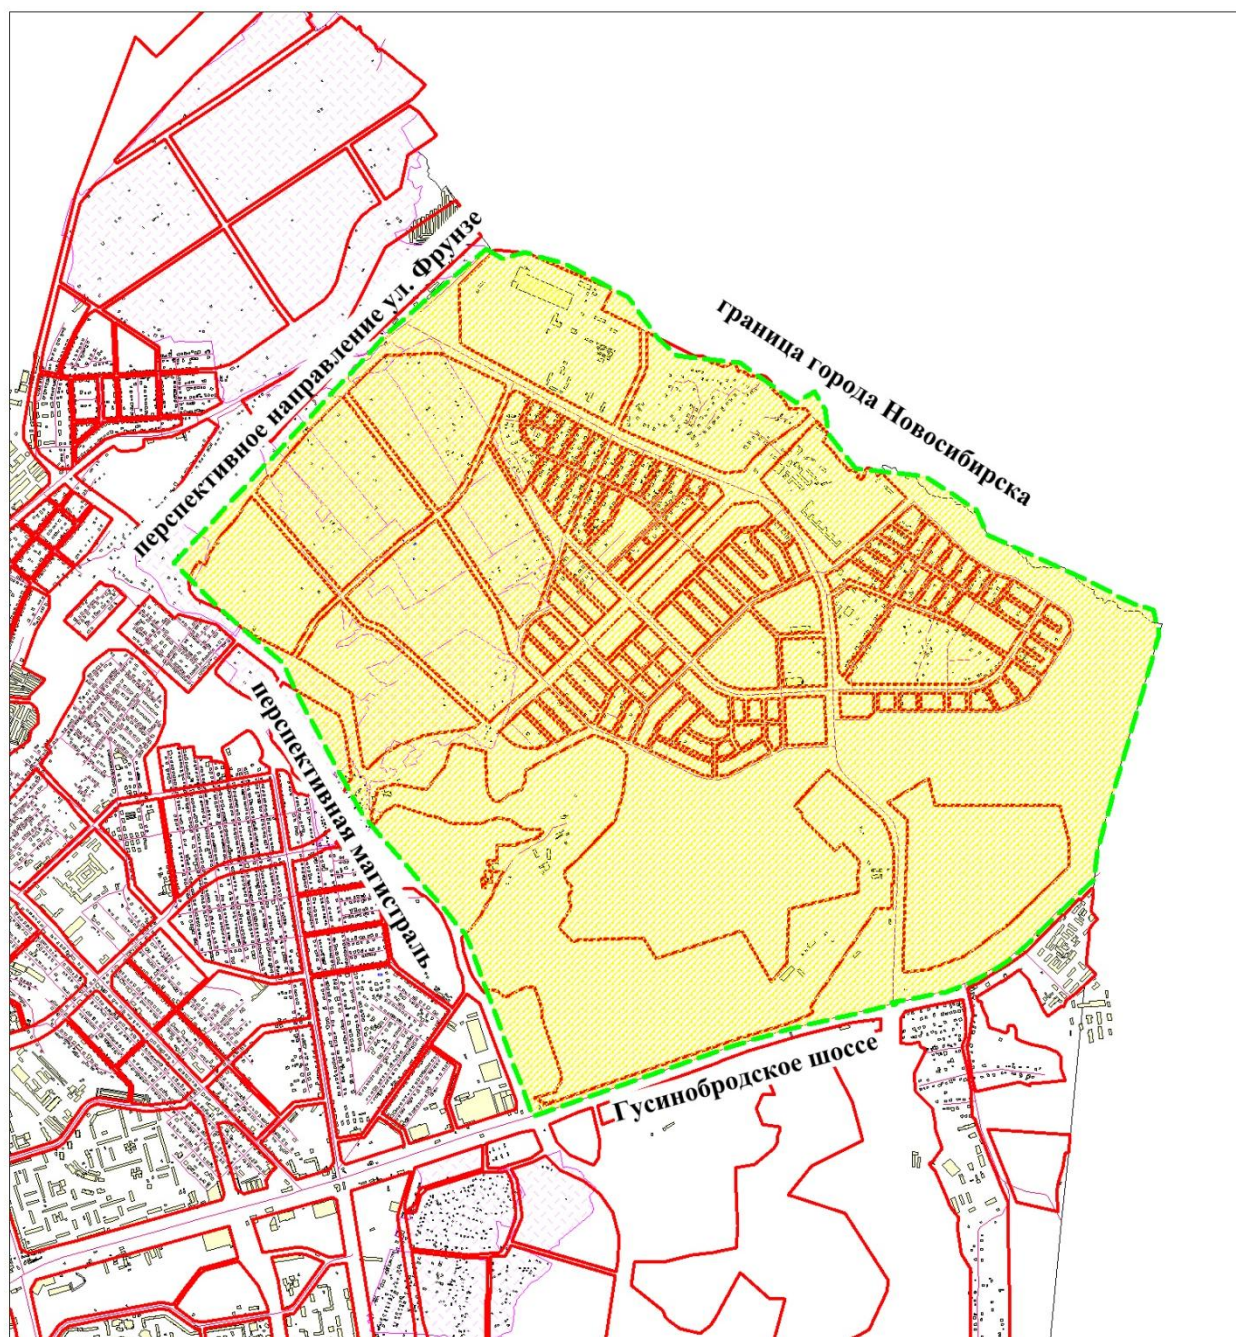 перспективное направление ул. Фрунзе
граница города Новосибирска
перспективная магистраль
Гусинобродское шоссе